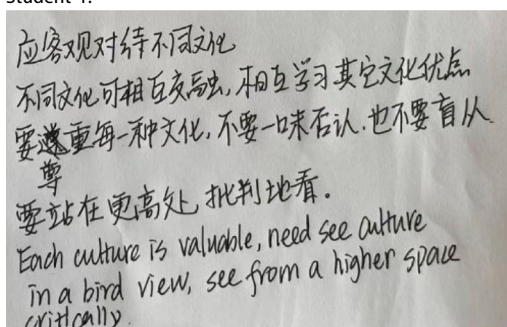 Student 1:
应客观对待不同文化
不同文化可相互交融,相互学习其它文化优点
要尊重每一种文化,不要一味否认.也不要盲从
要站在更高处,批判地看。
Each culture is valuable, need see culture
in a bird view, see from a higher space
critically.